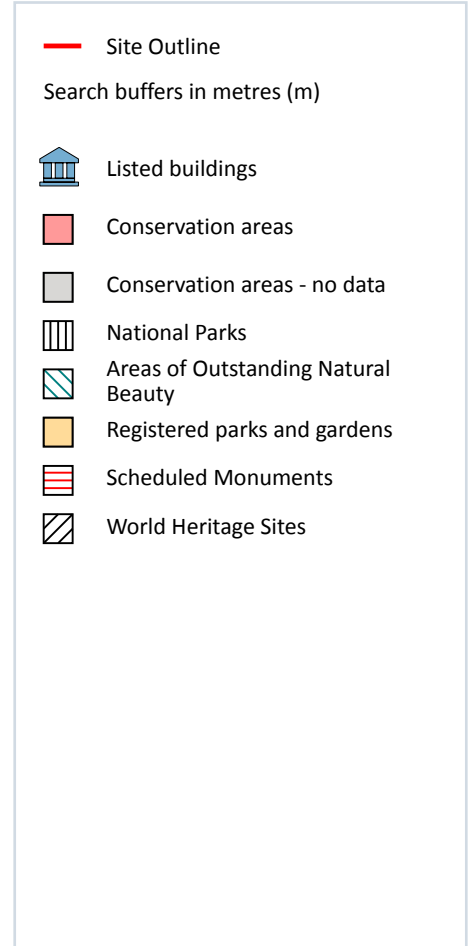 Site Outline
Search buffers in metres (m)
Listed buildings
Conservation areas
Conservation areas - no data
National Parks
Areas of Outstanding Natural
Beauty
Registered parks and gardens
Scheduled Monuments
World Heritage Sites